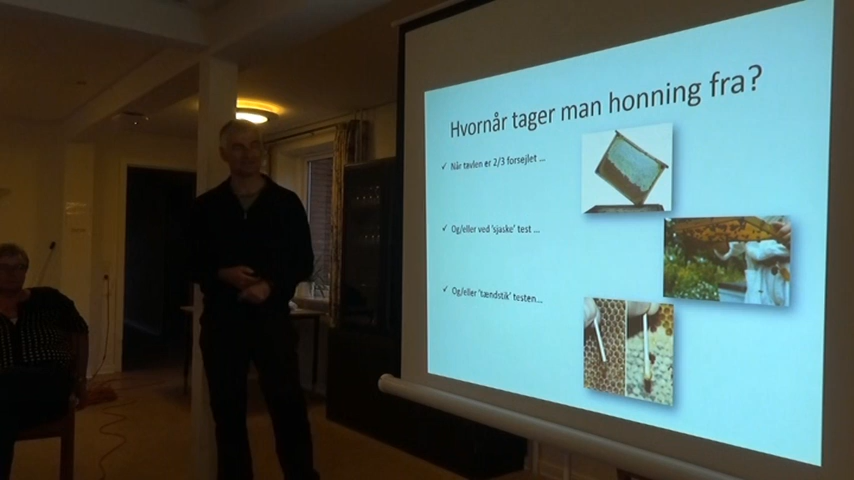 Hvornår tager man honning fra?
✓ Når tavlen er 2/3 forsejlet ...
✓ Og/eller ved 'sjaske' test ...
✓ Og/eller 'tændstik' testen...